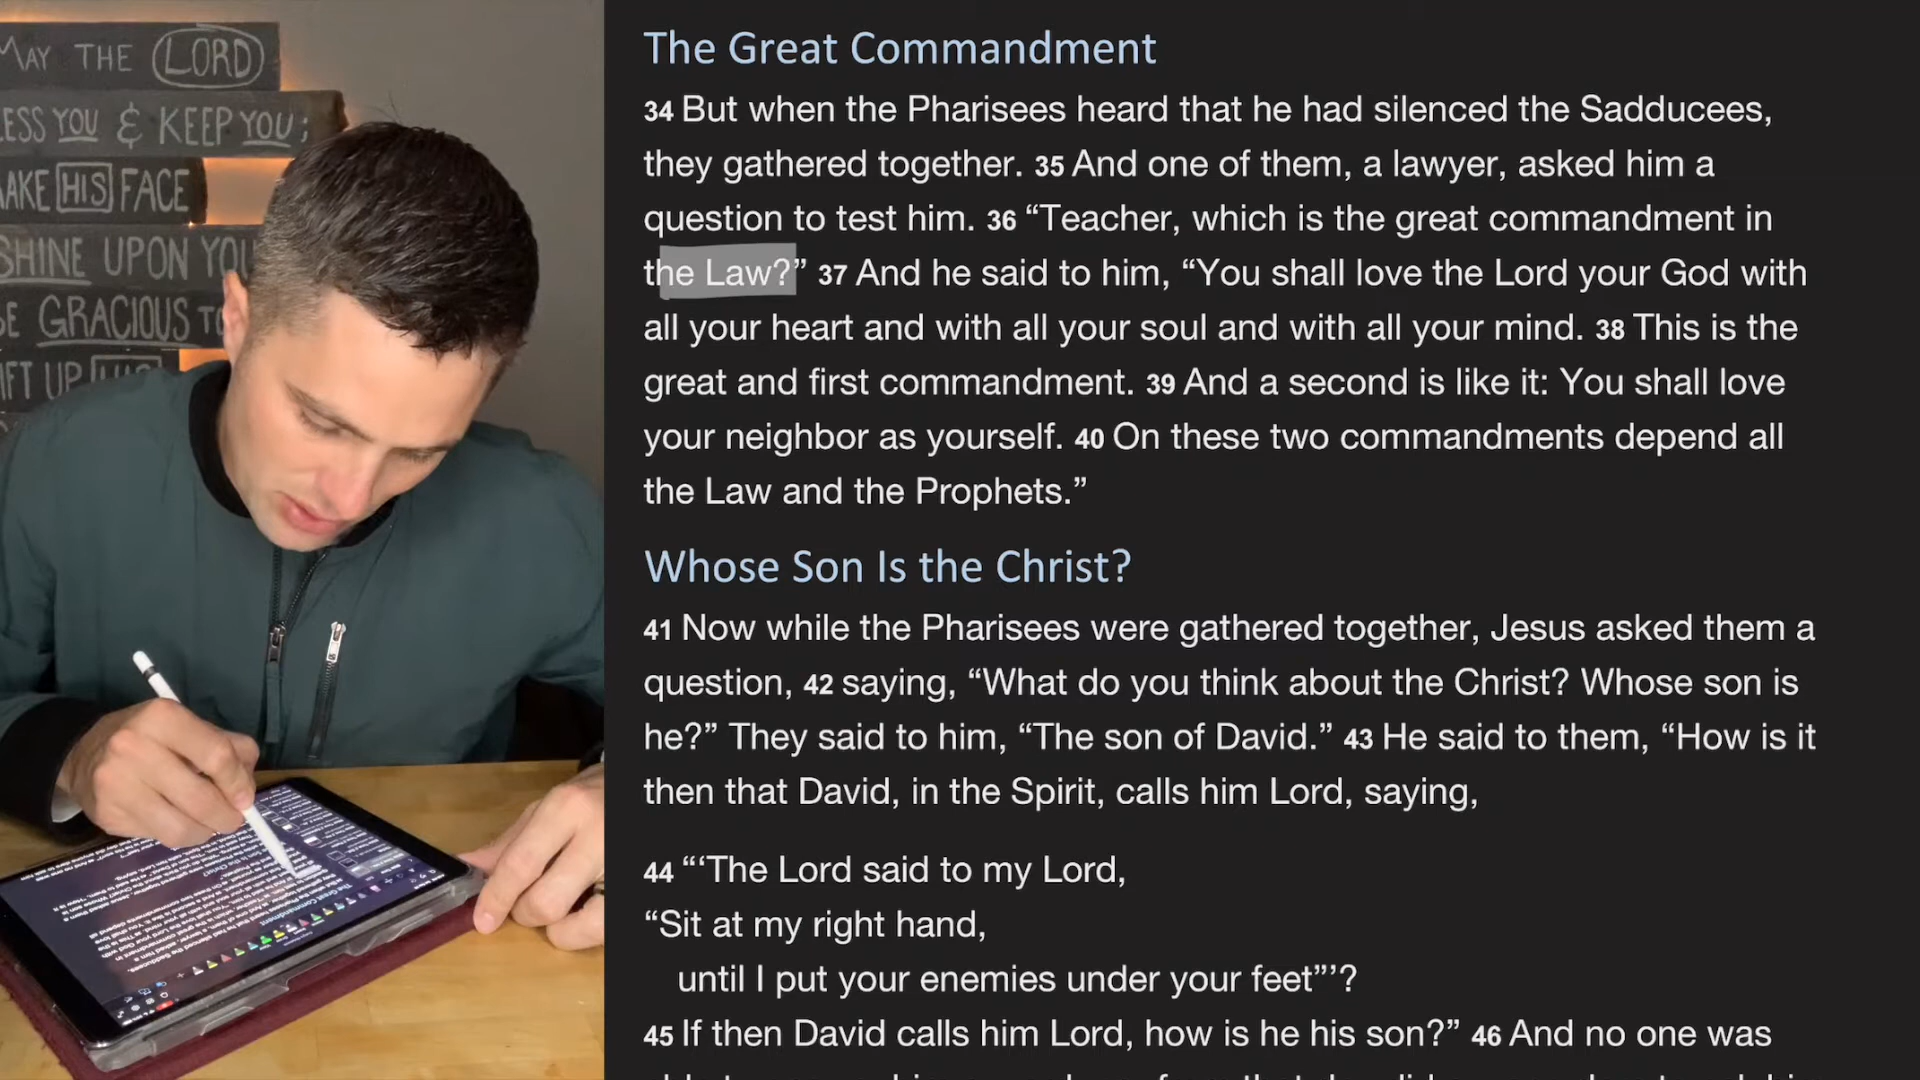 MAY THE LORD
YOU & KEEP YOU;
HIS FACE
SHINE UPON YOU
GRACIOUS TO
UP HIS
The Great Commandment
34 But when the Pharisees heard that he had silenced the Sadducees,
they gathered together. 35 And one of them, a lawyer, asked him a
question to test him. 36 “Teacher, which is the great commandment in
the Law?” 37 And he said to him, “You shall love the Lord your God with
all your heart and with all your soul and with all your mind. 38 This is the
great and first commandment. 39 And a second is like it: You shall love
your neighbor as yourself. 40 On these two commandments depend all
the Law and the Prophets.”
Whose Son Is the Christ?
41 Now while the Pharisees were gathered together, Jesus asked them a
question, 42 saying, “What do you think about the Christ? Whose son is
he?” They said to him, “The son of David.” 43 He said to them, “How is it
then that David, in the Spirit, calls him Lord, saying,
44 “‘The Lord said to my Lord,
“Sit at my right hand,
until I put your enemies under your feet”’?
45 If then David calls him Lord, how is he his son?” 46 And no one was